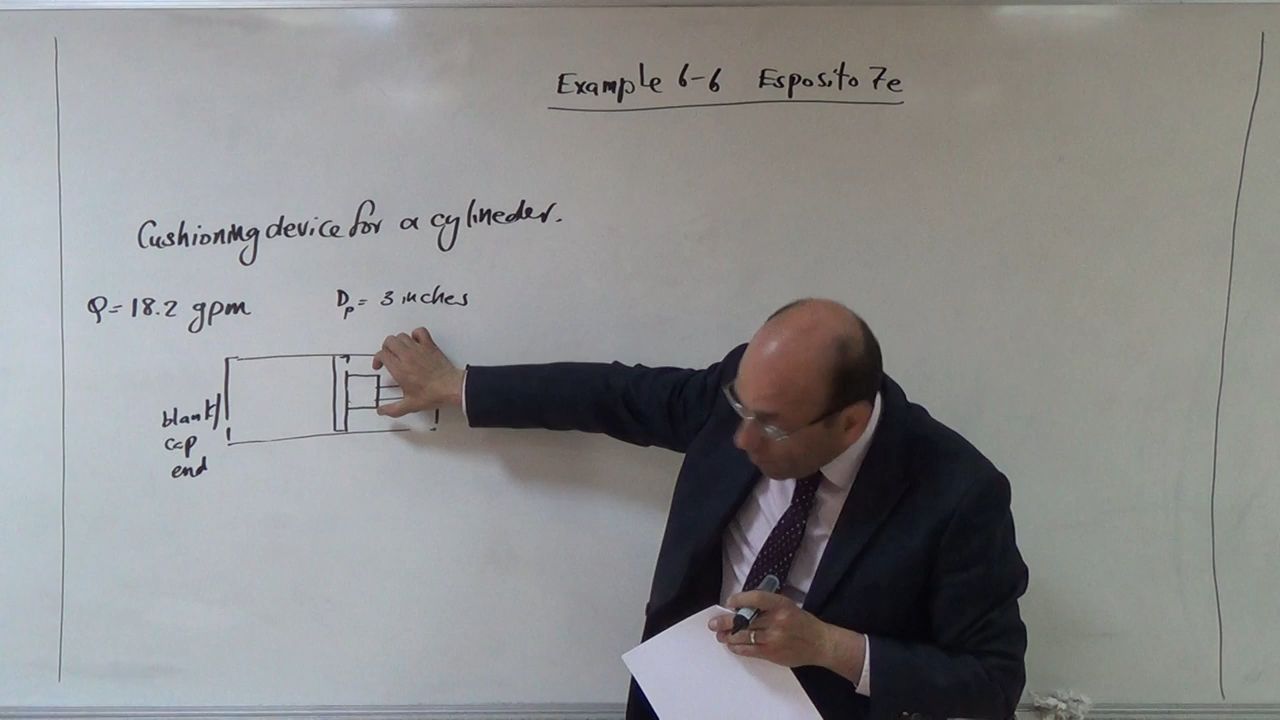 Example 6-6 Esposito 7e
Cushioning device for a cylineder.
Q=18.2 gpm
Dp = 3 inches
blank/
cap
end